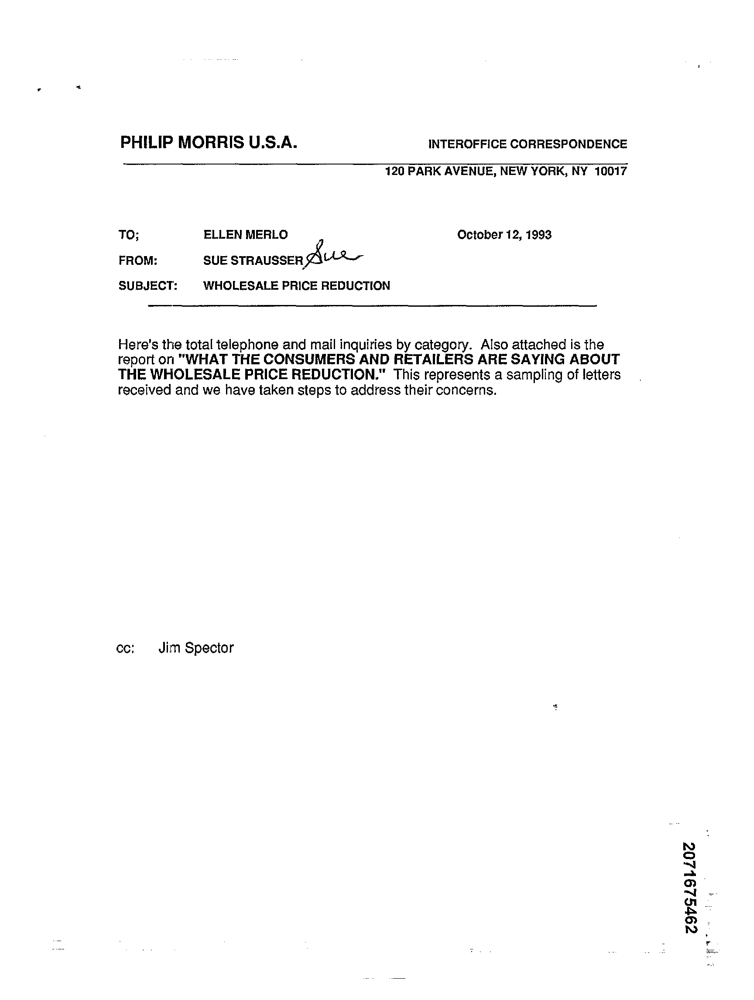 PHILIP MORRIS U.S.A. INTEROFFICE CORRESPONDENCE
120 PARK AVENUE, NEW YORK, NY 10017
TO; ELLEN MERLO October 12, 1993
FROM: SUE STRAUSSER Sue
SUBJECT: WHOLESALE PRICE REDUCTION
Here's the total telephone and mail inquiries by category. Also attached is the
report on "WHAT THE CONSUMERS AND RETAILERS ARE SAYING ABOUT
THE WHOLESALE PRICE REDUCTION." This represents a sampling of letters
received and we have taken steps to address their concerns.
cc: Jim Spector
2071675462